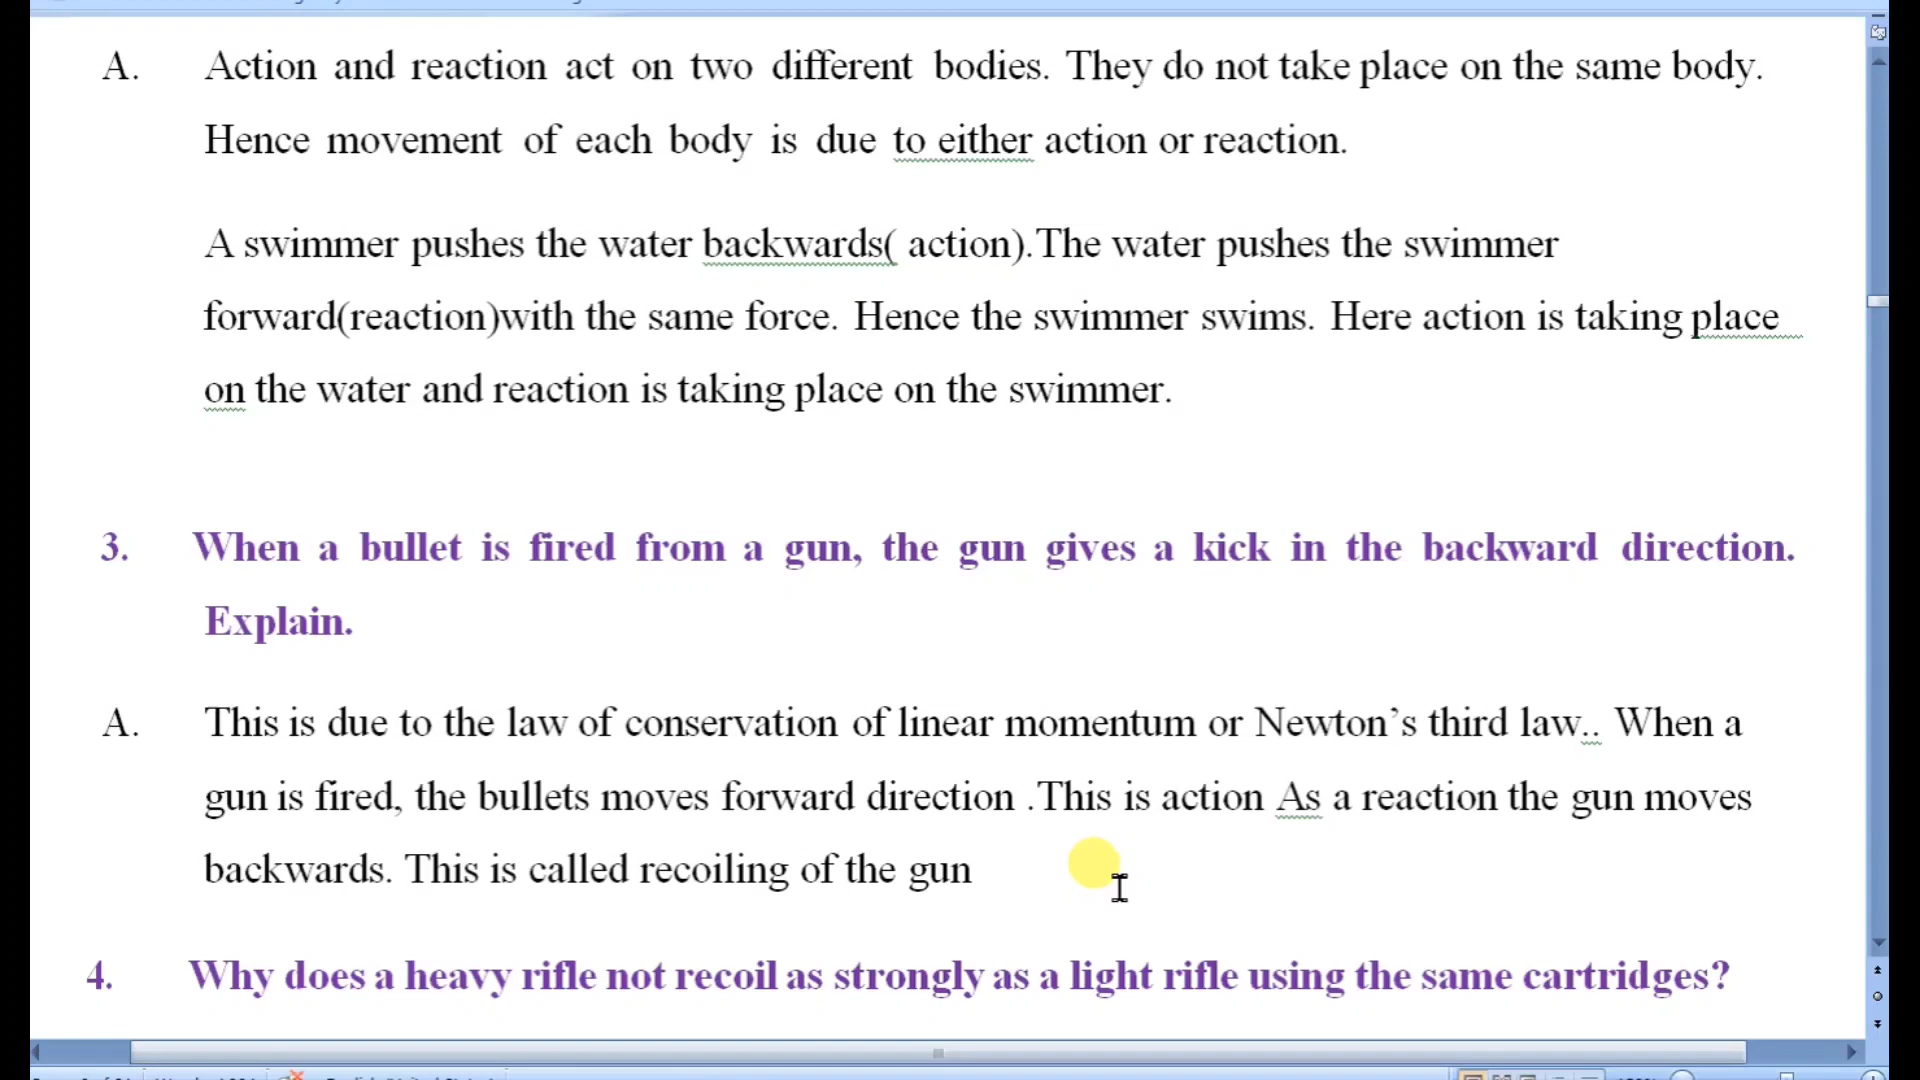 A. Action and reaction act on two different bodies. They do not take place on the same body.
Hence movement of each body is due to either action or reaction.
A swimmer pushes the water backwards( action).The water pushes the swimmer
forward(reaction)with the same force. Hence the swimmer swims. Here action is taking place
on the water and reaction is taking place on the swimmer.
3. When a bullet is fired from a gun, the gun gives a kick in the backward direction.
Explain.
A. This is due to the law of conservation of linear momentum or Newton’s third law.. When a
gun is fired, the bullets moves forward direction .This is action As a reaction the gun moves
backwards. This is called recoiling of the gun
4. Why does a heavy rifle not recoil as strongly as a light rifle using the same cartridges?